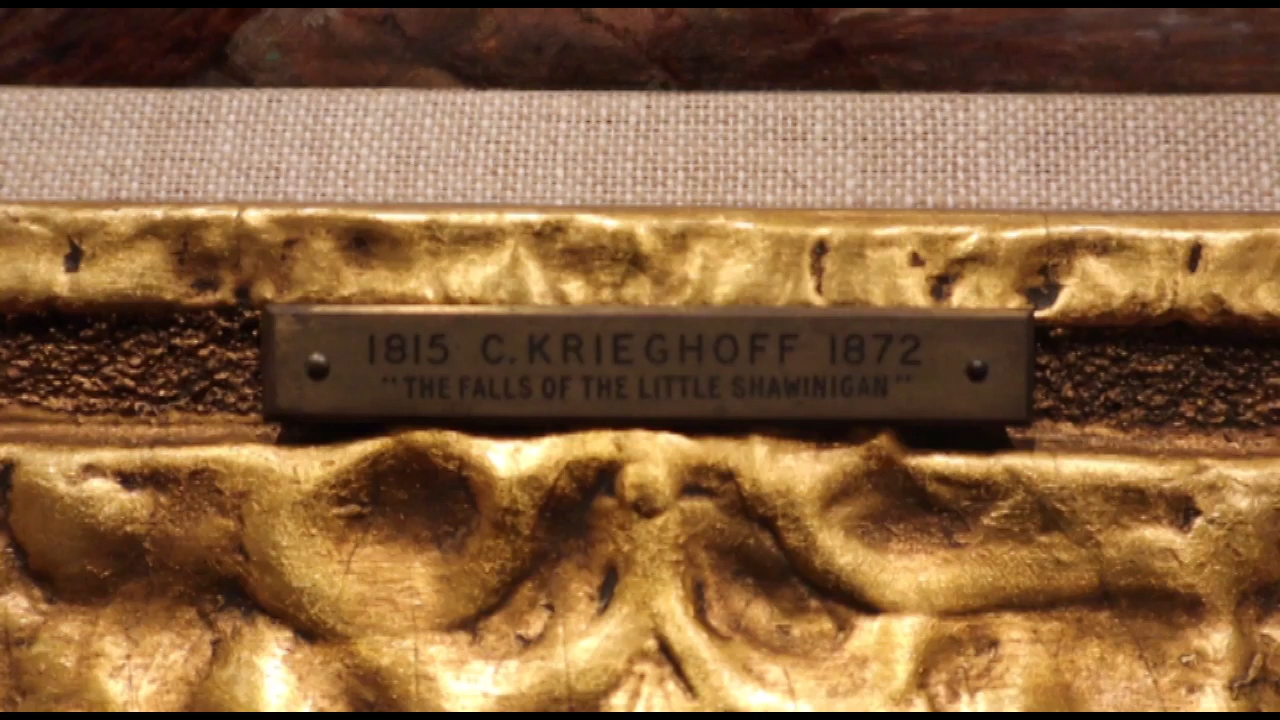 1815 C.KRIEGHOFF 1872
"THE FALLS OF THE LITTLE SHAWINIGAN"